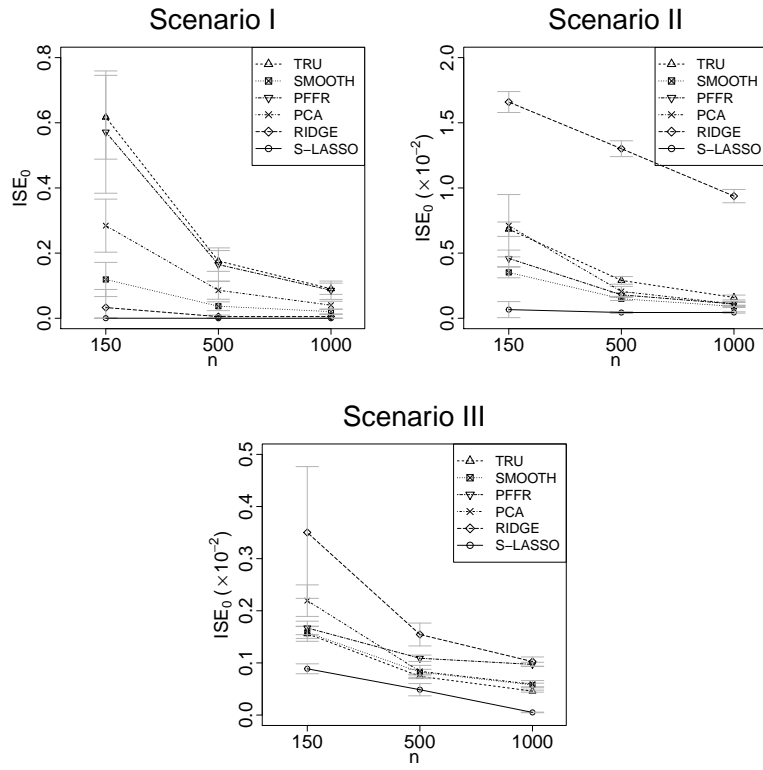 Scenario I
ISE₀
0.8
0.6
0.4
0.2
0.0
150
500
1000
n
TRU
SMOOTH
PFFR
PCA
RIDGE
S−LASSO
Scenario II
ISE₀ (×10⁻²)
2.0
1.5
1.0
0.5
0.0
150
500
1000
n
TRU
SMOOTH
PFFR
PCA
RIDGE
S−LASSO
Scenario III
ISE₀ (×10⁻²)
0.5
0.4
0.3
0.2
0.1
0.0
150
500
1000
n
TRU
SMOOTH
PFFR
PCA
RIDGE
S−LASSO